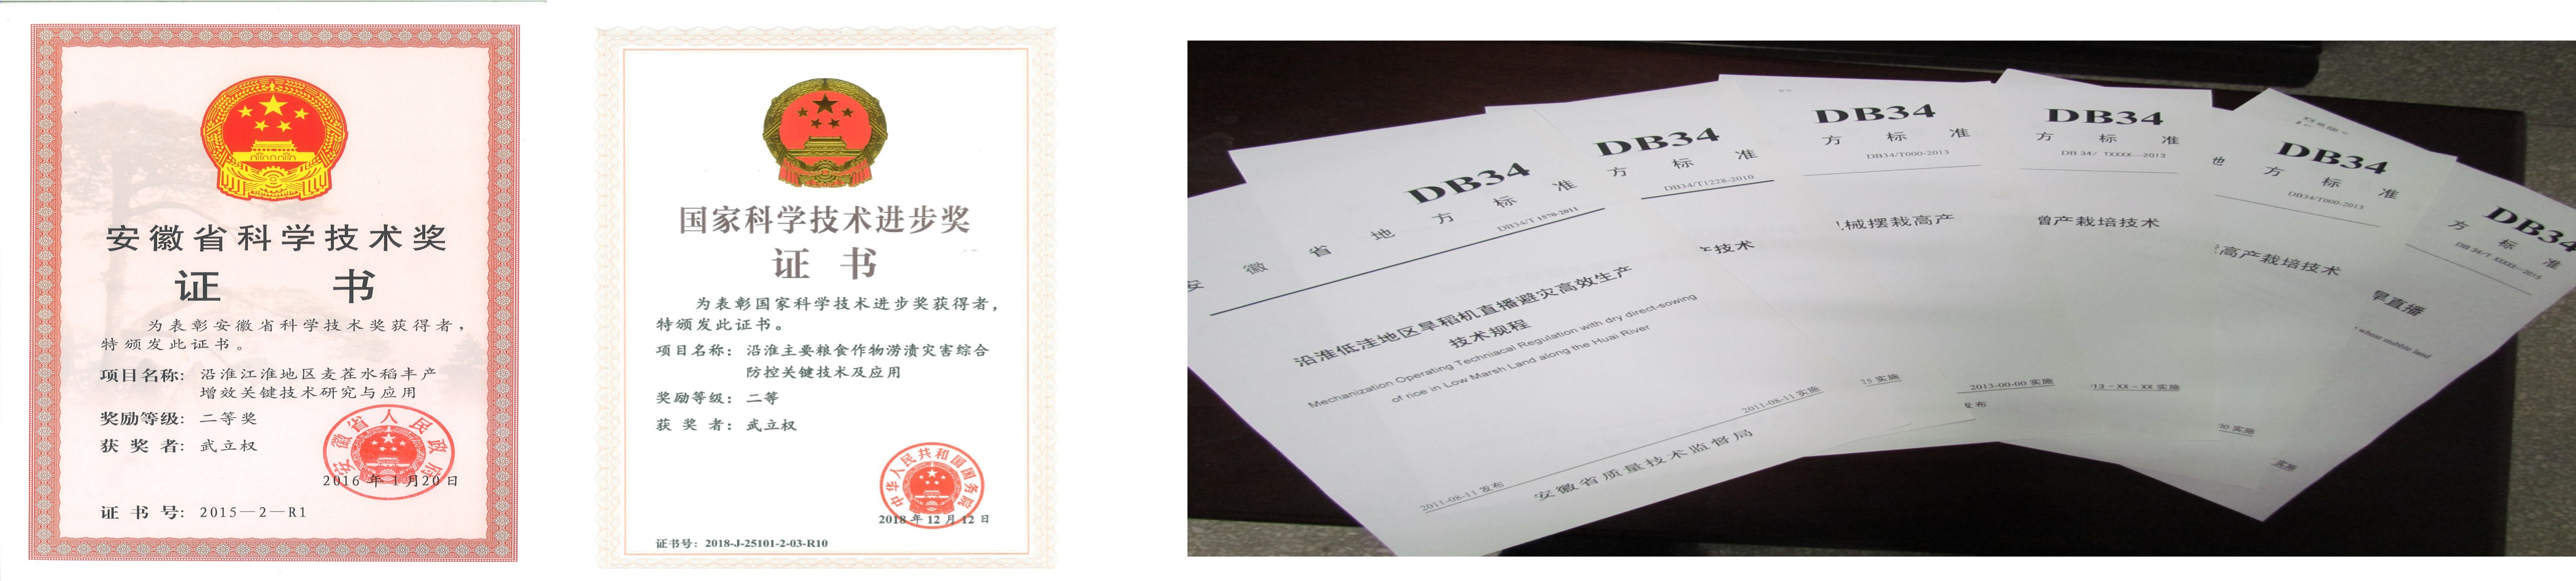 安徽省科学技术奖
证 书
为表彰安徽省科学技术奖获得者，
特颁发此证书。
项目名称：沿淮江淮地区麦茬水稻丰产
增效关键技术研究与应用
奖励等级：二等奖
获 奖 者：武立权
安徽省人民政府
2016年1月20日
证 书 号：2015—2—R1
国家科学技术进步奖
证 书
为表彰国家科学技术进步奖获得者，
特颁发此证书。
项目名称：沿淮主要粮食作物涝渍灾害综合
防控关键技术及应用
奖励等级：二等
获 奖 者：武立权
中华人民共和国国务院
2018年12月12日
证书号：2018-J-25101-2-03-R10
DB34
安 徽 省 地 方 标 准
DB34/T 1570-2011
沿淮低洼地区旱稻机直播避灾高效生产
技术规程
Mechanization Operating Techniacal Regulation with dry direct-sowing
of rice in Low Marsh Land along the Huai River
2011-08-11 发布
2011-08-11 实施
安徽省质量技术监督局
DB34
方 标 准
DB34/T1228-2010
技术
25 实施
DB34
方 标 准
DB34/T000-2013
械摆栽高产
2013-00-00 实施
发布
DB34
方 标 准
DB 34/ TXXXX—2013
产栽培技术
13－XX－XX 实施
DB34
地 方 标 准
DB34/T000-2013
高产栽培技术
实施
DB34
方 标 准
DB 34/T XXXXX—2015
旱直播
wheat stubble land
实施